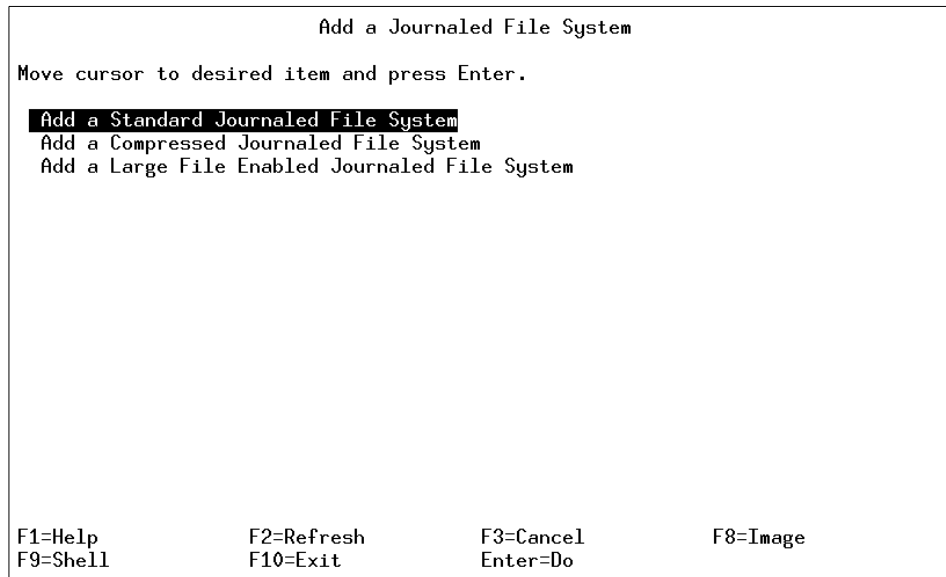 Add a Journaled File System
Move cursor to desired item and press Enter.
Add a Standard Journaled File System
Add a Compressed Journaled File System
Add a Large File Enabled Journaled File System
F1=Help F2=Refresh F3=Cancel F8=Image
F9=Shell F10=Exit Enter=Do